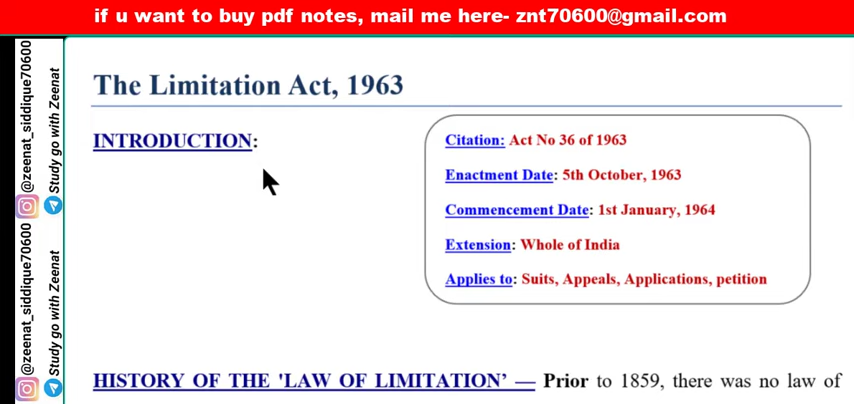 if u want to buy pdf notes, mail me here- znt70600@gmail.com
The Limitation Act, 1963
INTRODUCTION:
Citation: Act No 36 of 1963
Enactment Date: 5th October, 1963
Commencement Date: 1st January, 1964
Extension: Whole of India
Applies to: Suits, Appeals, Applications, petition
HISTORY OF THE 'LAW OF LIMITATION’ — Prior to 1859, there was no law of
@zeenat_siddique70600
Study go with Zeenat
@zeenat_siddique70600
Study go with Zeenat